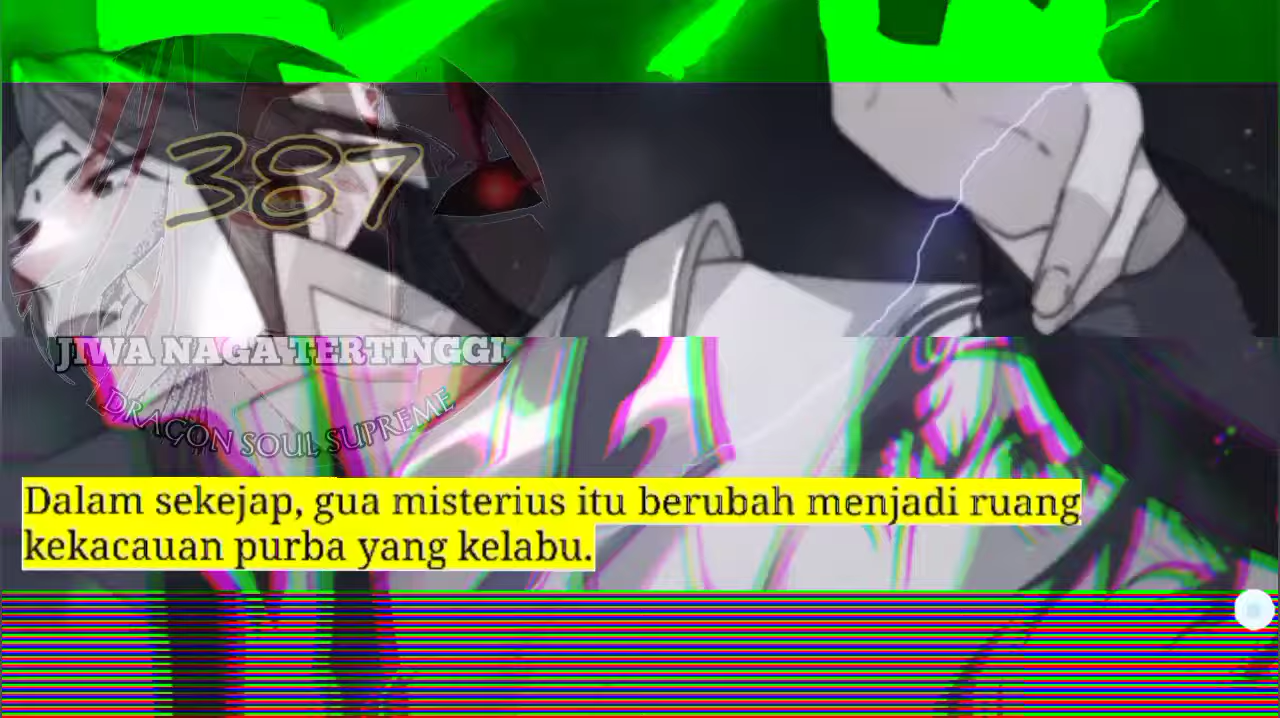 387
JIWA NAGA TERTINGGI
DRAGON SOUL SUPREME
Dalam sekejap, gua misterius itu berubah menjadi ruang
kekacauan purba yang kelabu.